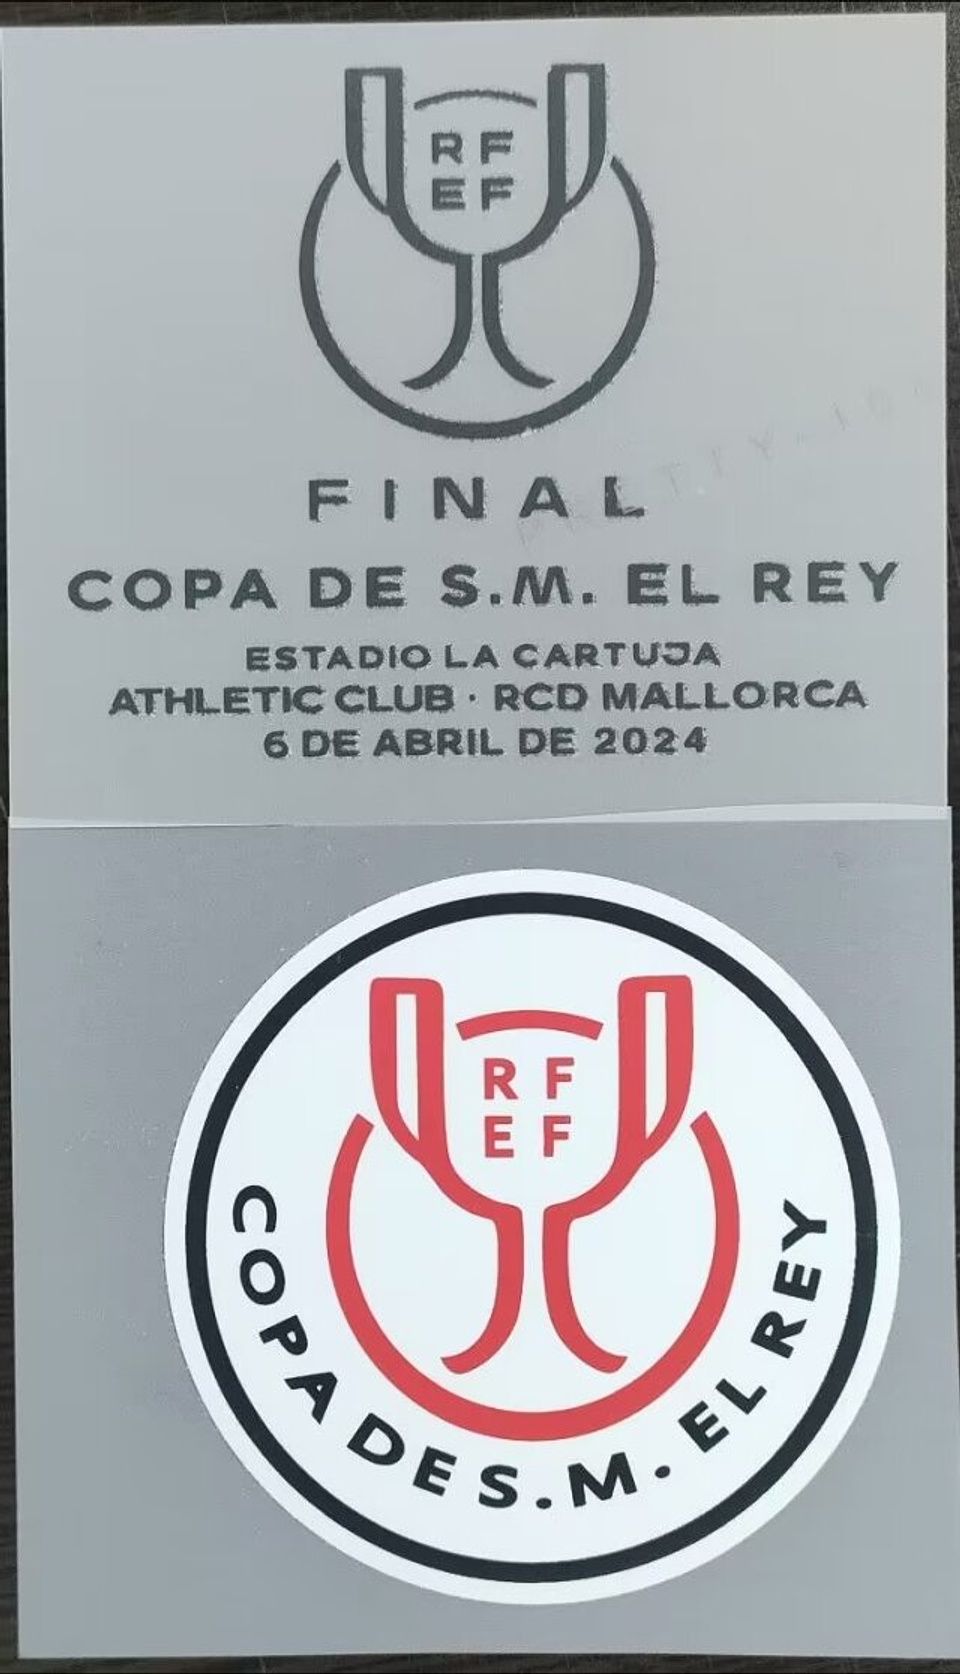 RF
EF
FINAL
COPA DE S.M. EL REY
ESTADIO LA CARTUJA
ATHLETIC CLUB · RCD MALLORCA
6 DE ABRIL DE 2024
RF
EF
COPA DE S.M. EL REY